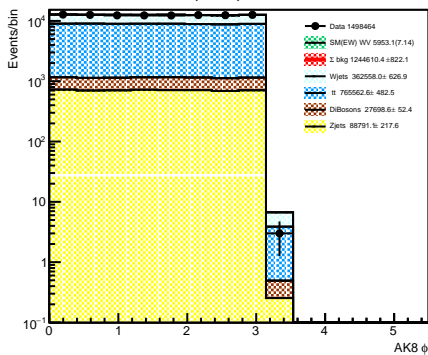 Events/bin
10⁴
10³
10²
10
1
10⁻¹
Data 1498464
SM(EW) WV 5953.1(7.14)
Σ bkg 1244610.4 ±822.1
Wjets 362558.0± 626.9
tt 765562.6± 482.5
DiBosons 27698.6± 52.4
Zjets 88791.1± 217.6
0 1 2 3 4 5
AK8 ϕ